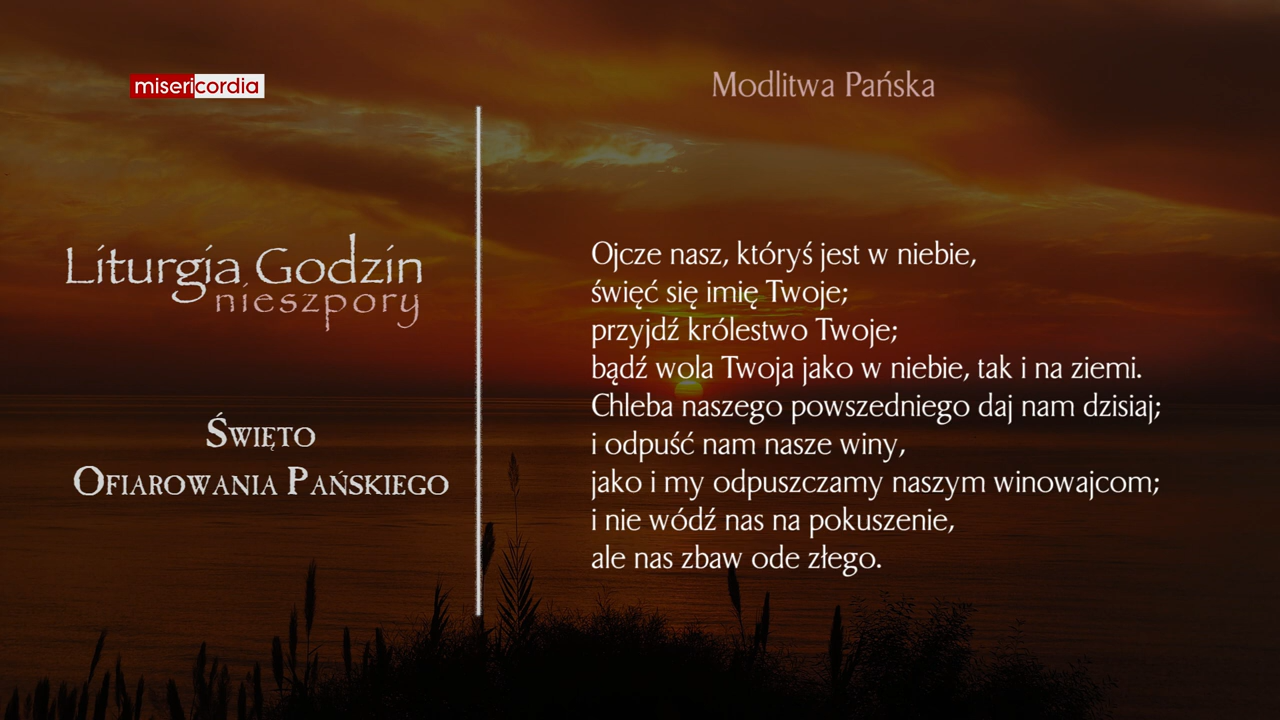 misericordia
Liturgia Godzin
nieszpory
Święto
Ofiarowania Pańskiego
Modlitwa Pańska
Ojcze nasz, któryś jest w niebie,
święć się imię Twoje;
przyjdź królestwo Twoje;
bądź wola Twoja jako w niebie, tak i na ziemi.
Chleba naszego powszedniego daj nam dzisiaj;
i odpuść nam nasze winy,
jako i my odpuszczamy naszym winowajcom;
i nie wódź nas na pokuszenie,
ale nas zbaw ode złego.